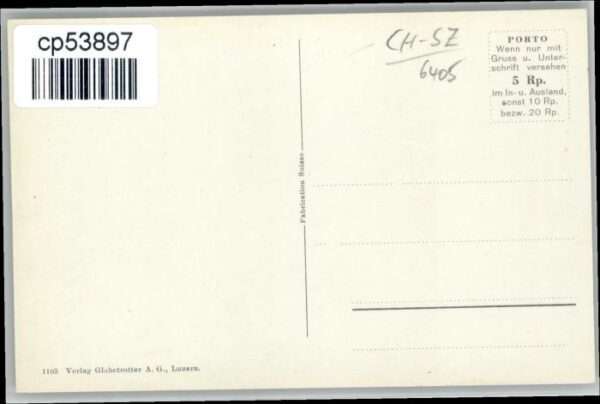 cp53897
CH-SZ
6405
PORTO
Wenn nur mit
Gruss u. Unter-
schrift versehen
5 Rp.
im In- u. Ausland,
sonst 10 Rp.
bezw. 20 Rp.
Fabrication Suisse
1105 Verlag Globetrotter A. G., Luzern.